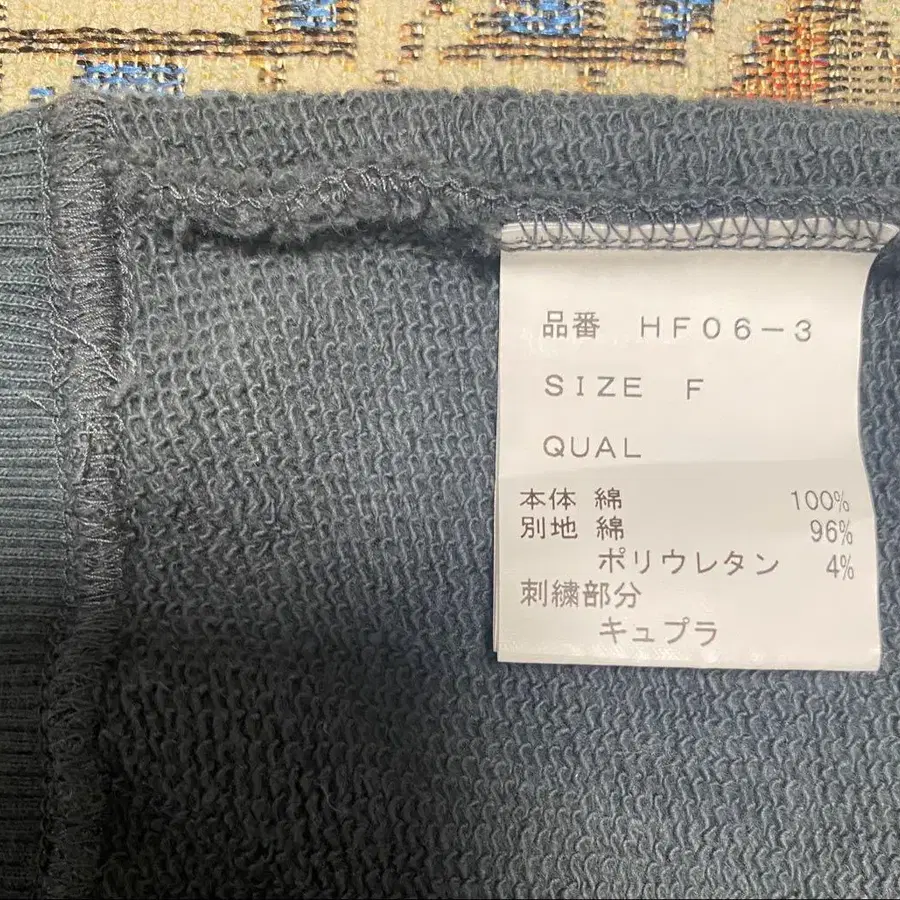 品番 HF06-3
SIZE F
QUAL
本体 綿 100%
別地 綿 96%
ポリウレタン 4%
刺繍部分
キュプラ